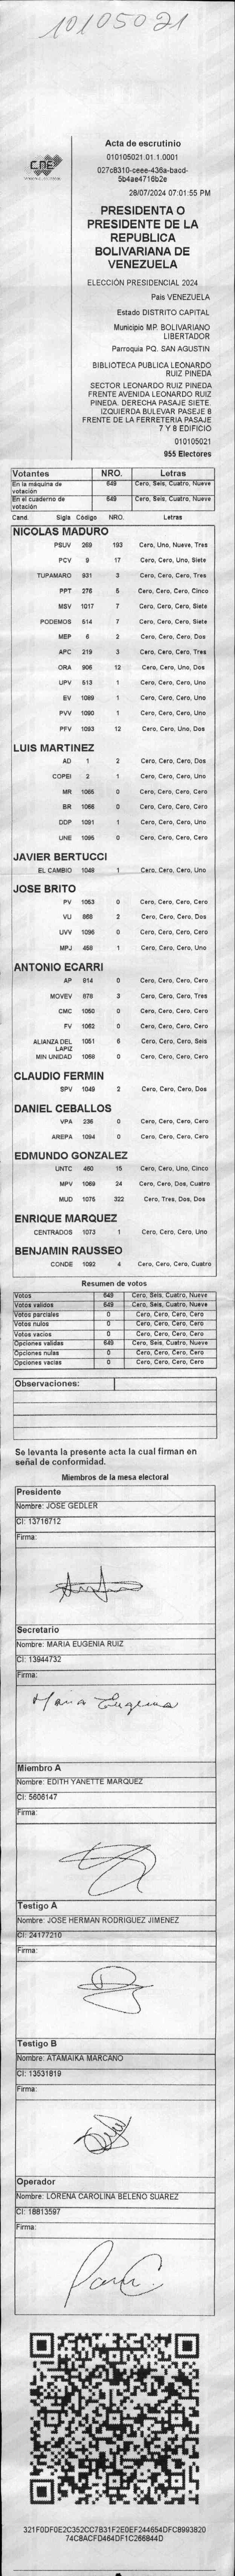 10105021
CNE
Acta de escrutinio
010105021.01.1.0001
027c8310-ceee-436a-bacd-
5b4ae4716b2e
28/07/2024 07:01:55 PM
PRESIDENTA O
PRESIDENTE DE LA
REPUBLICA
BOLIVARIANA DE
VENEZUELA
ELECCIÓN PRESIDENCIAL 2024
Pais VENEZUELA
Estado DISTRITO CAPITAL
Municipio MP. BOLIVARIANO
LIBERTADOR
Parroquia PQ. SAN AGUSTIN
BIBLIOTECA PUBLICA LEONARDO
RUIZ PINEDA
SECTOR LEONARDO RUIZ PINEDA
FRENTE AVENIDA LEONARDO RUIZ
PINEDA. DERECHA PASAJE SIETE.
IZQUIERDA BULEVAR PASEJE 8
FRENTE DE LA FERRETERIA PASAJE
7 Y 8 EDIFICIO
010105021
955 Electores
Votantes NRO. Letras
En la máquina de votación 649 Cero, Seis, Cuatro, Nueve
En el cuaderno de votación 649 Cero, Seis, Cuatro, Nueve
Cand. Sigla Código NRO. Letras
NICOLAS MADURO
PSUV 269 193 Cero, Uno, Nueve, Tres
PCV 9 17 Cero, Cero, Uno, Siete
TUPAMARO 931 3 Cero, Cero, Cero, Tres
PPT 276 5 Cero, Cero, Cero, Cinco
MSV 1017 7 Cero, Cero, Cero, Siete
PODEMOS 514 7 Cero, Cero, Cero, Siete
MEP 6 2 Cero, Cero, Cero, Dos
APC 219 3 Cero, Cero, Cero, Tres
ORA 906 12 Cero, Cero, Uno, Dos
UPV 513 1 Cero, Cero, Cero, Uno
EV 1089 1 Cero, Cero, Cero, Uno
PVV 1090 1 Cero, Cero, Cero, Uno
PFV 1093 12 Cero, Cero, Uno, Dos
LUIS MARTINEZ
AD 1 2 Cero, Cero, Cero, Dos
COPEI 2 1 Cero, Cero, Cero, Uno
MR 1065 0 Cero, Cero, Cero, Cero
BR 1066 0 Cero, Cero, Cero, Cero
DDP 1091 1 Cero, Cero, Cero, Uno
UNE 1095 0 Cero, Cero, Cero, Cero
JAVIER BERTUCCI
EL CAMBIO 1048 1 Cero, Cero, Cero, Uno
JOSE BRITO
PV 1053 0 Cero, Cero, Cero, Cero
VU 868 2 Cero, Cero, Cero, Dos
UVV 1096 0 Cero, Cero, Cero, Cero
MPJ 458 1 Cero, Cero, Cero, Uno
ANTONIO ECARRI
AP 814 0 Cero, Cero, Cero, Cero
MOVEV 878 3 Cero, Cero, Cero, Tres
CMC 1050 0 Cero, Cero, Cero, Cero
FV 1062 0 Cero, Cero, Cero, Cero
ALIANZA DEL LAPIZ 1051 6 Cero, Cero, Cero, Seis
MIN UNIDAD 1058 0 Cero, Cero, Cero, Cero
CLAUDIO FERMIN
SPV 1049 2 Cero, Cero, Cero, Dos
DANIEL CEBALLOS
VPA 236 0 Cero, Cero, Cero, Cero
AREPA 1094 0 Cero, Cero, Cero, Cero
EDMUNDO GONZALEZ
UNTC 460 15 Cero, Cero, Uno, Cinco
MPV 1069 24 Cero, Cero, Dos, Cuatro
MUD 1075 322 Cero, Tres, Dos, Dos
ENRIQUE MARQUEZ
CENTRADOS 1073 1 Cero, Cero, Cero, Uno
BENJAMIN RAUSSEO
CONDE 1092 4 Cero, Cero, Cero, Cuatro
Resumen de votos
Votos 649 Cero, Seis, Cuatro, Nueve
Votos validos 649 Cero, Seis, Cuatro, Nueve
Votos parciales 0 Cero, Cero, Cero, Cero
Votos nulos 0 Cero, Cero, Cero, Cero
Votos vacios 0 Cero, Cero, Cero, Cero
Opciones validas 649 Cero, Seis, Cuatro, Nueve
Opciones nulas 0 Cero, Cero, Cero, Cero
Opciones vacias 0 Cero, Cero, Cero, Cero
Observaciones:
Se levanta la presente acta la cual firman en
señal de conformidad.
Miembros de la mesa electoral
Presidente
Nombre: JOSE GEDLER
CI: 13716712
Firma:
Secretario
Nombre: MARIA EUGENIA RUIZ
CI: 13944732
Firma:
Maria Eugenia
Miembro A
Nombre: EDITH YANETTE MARQUEZ
CI: 5606147
Firma:
Testigo A
Nombre: JOSE HERMAN RODRIGUEZ JIMENEZ
CI: 24177210
Firma:
Testigo B
Nombre: ATAMAIKA MARCANO
CI: 13531819
Firma:
Operador
Nombre: LORENA CAROLINA BELEÑO SUAREZ
CI: 18813597
Firma:
321F0DF0E2C352CC7B31F2E0EF244654DFC8993820
74C8ACFD464DF1C266844D